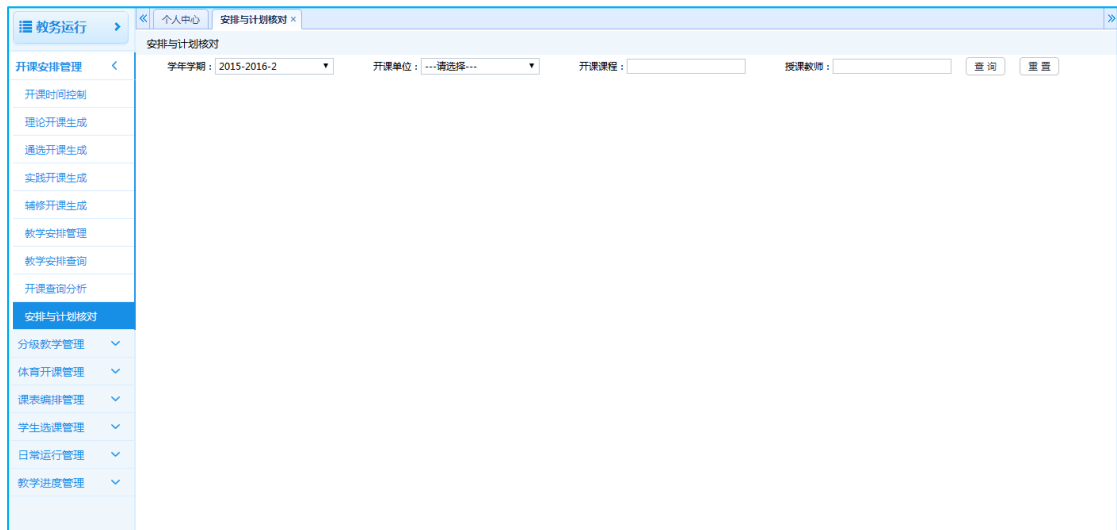 教务运行
个人中心 安排与计划核对 ×
安排与计划核对
学年学期： 2015-2016-2 开课单位： ---请选择--- 开课课程： 授课教师： 查 询 重 置
开课安排管理
开课时间控制
理论开课生成
通选开课生成
实践开课生成
辅修开课生成
教学安排管理
教学安排查询
开课查询分析
安排与计划核对
分级教学管理
体育开课管理
课表编排管理
学生选课管理
日常运行管理
教学进度管理